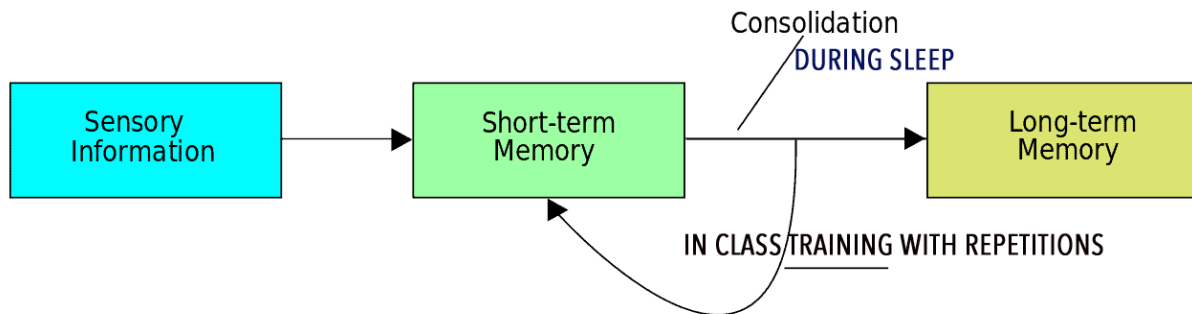 Consolidation
DURING SLEEP
Sensory
Information
Short-term
Memory
Long-term
Memory
IN CLASS TRAINING WITH REPETITIONS